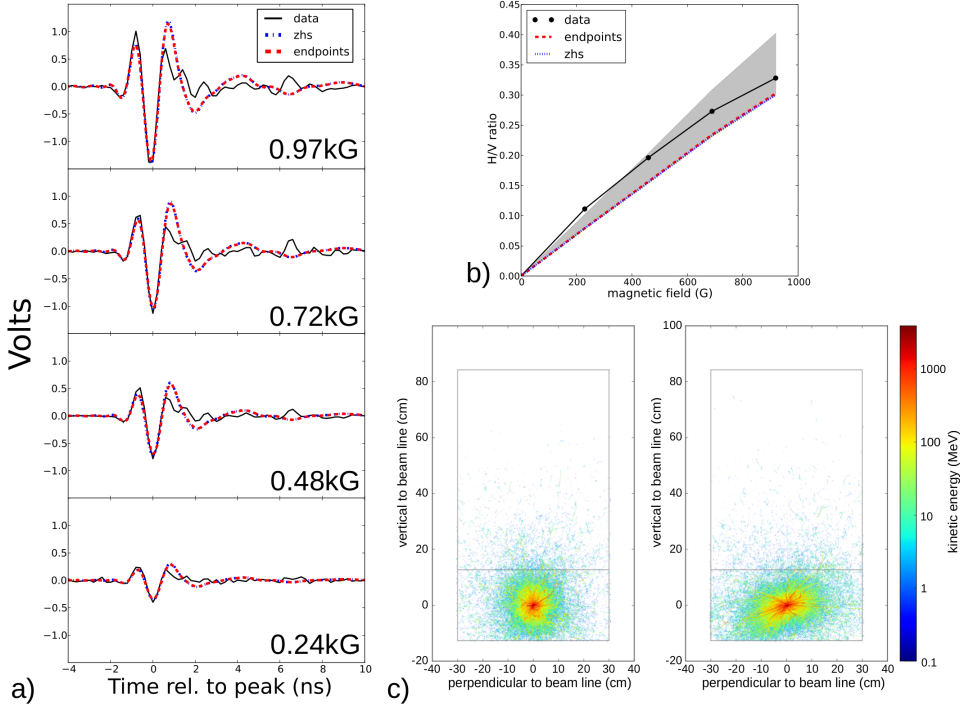 Volts
1.0
0.5
0.0
−0.5
−1.0
data
zhs
endpoints
0.97kG
1.0
0.5
0.0
−0.5
−1.0
0.72kG
1.0
0.5
0.0
−0.5
−1.0
0.48kG
1.0
0.5
0.0
−0.5
−1.0
0.24kG
−4 −2 0 2 4 6 8 10
Time rel. to peak (ns)
a)
H/V ratio
0.45
0.40
0.35
0.30
0.25
0.20
0.15
0.10
0.05
0.00
data
endpoints
zhs
0 200 400 600 800 1000
magnetic field (G)
b)
vertical to beam line (cm)
80
60
40
20
0
-20
-40 -30 -20 -10 0 10 20 30 40
perpendicular to beam line (cm)
vertical to beam line (cm)
100
80
60
40
20
0
-20
-40 -30 -20 -10 0 10 20 30 40
perpendicular to beam line (cm)
1000
100
10
1
0.1
kinetic energy (MeV)
c)